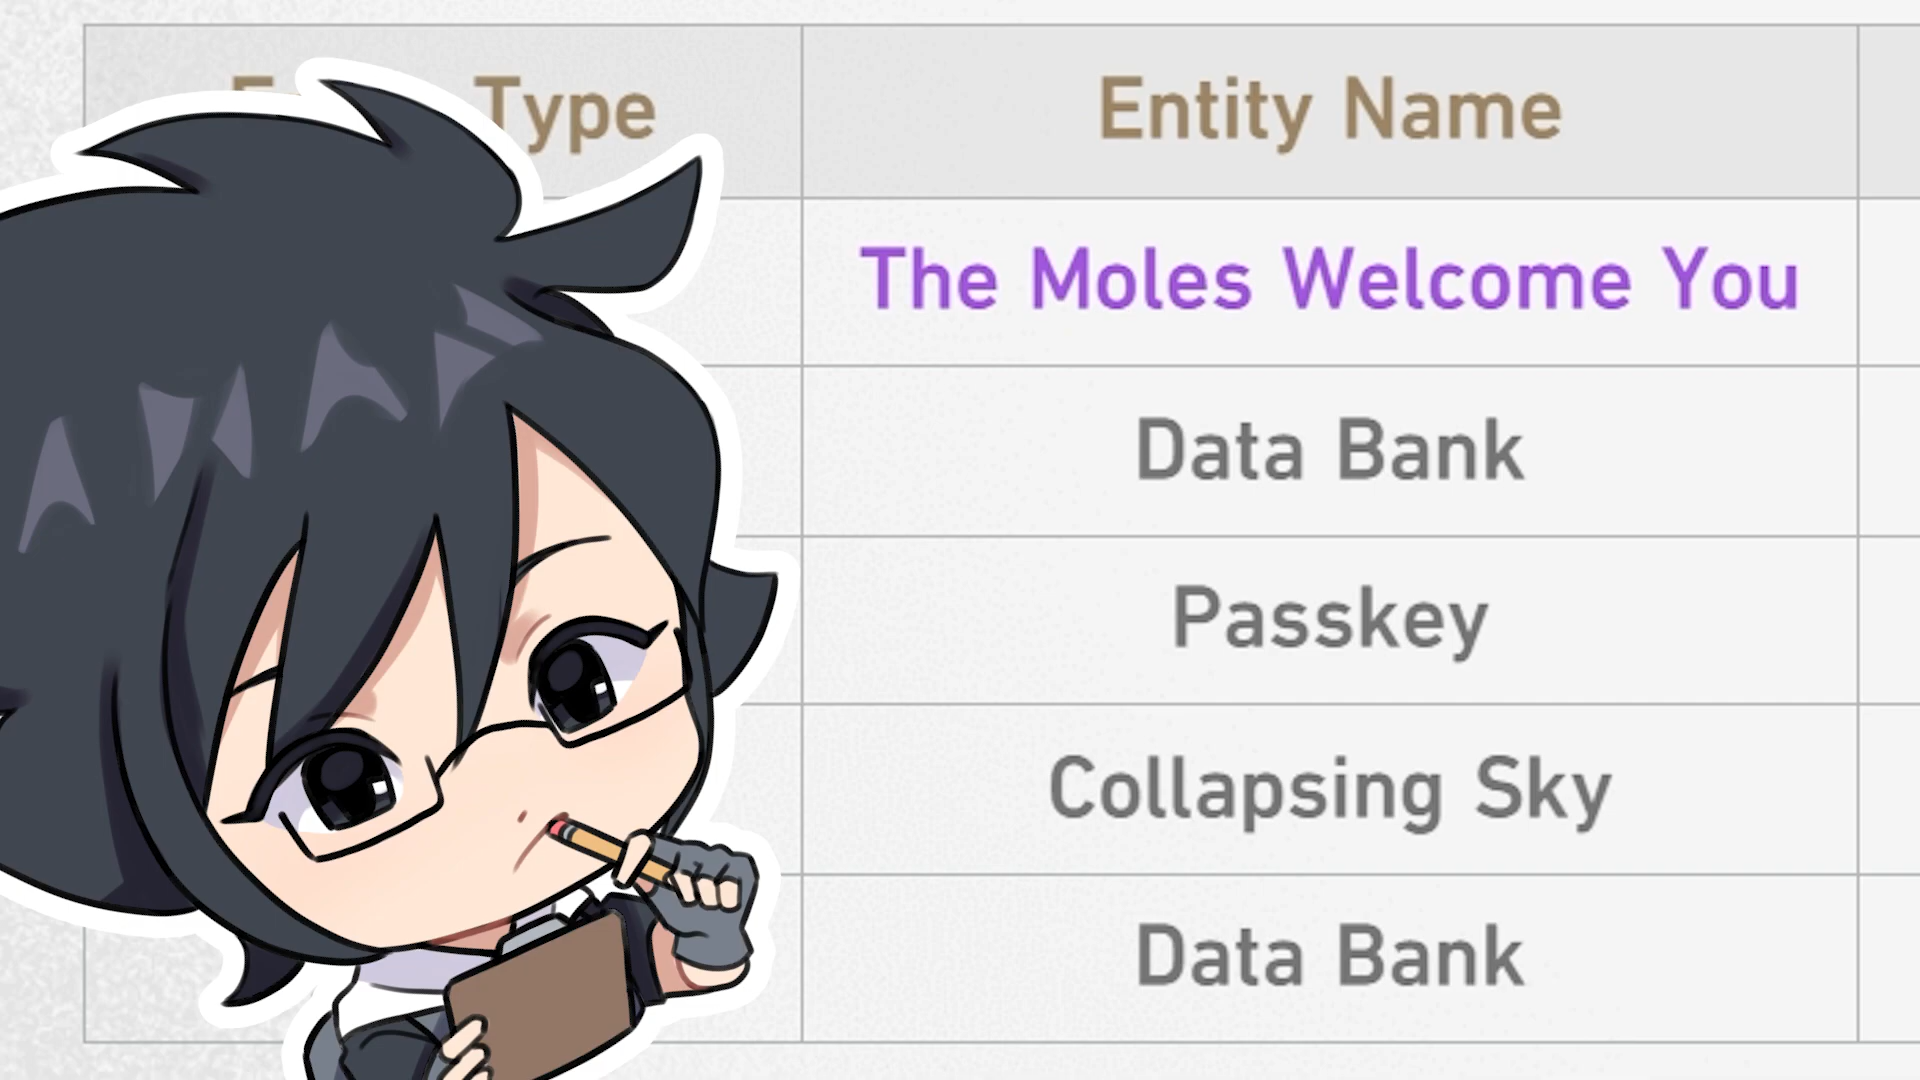 Type
Entity Name
The Moles Welcome You
Data Bank
Passkey
Collapsing Sky
Data Bank